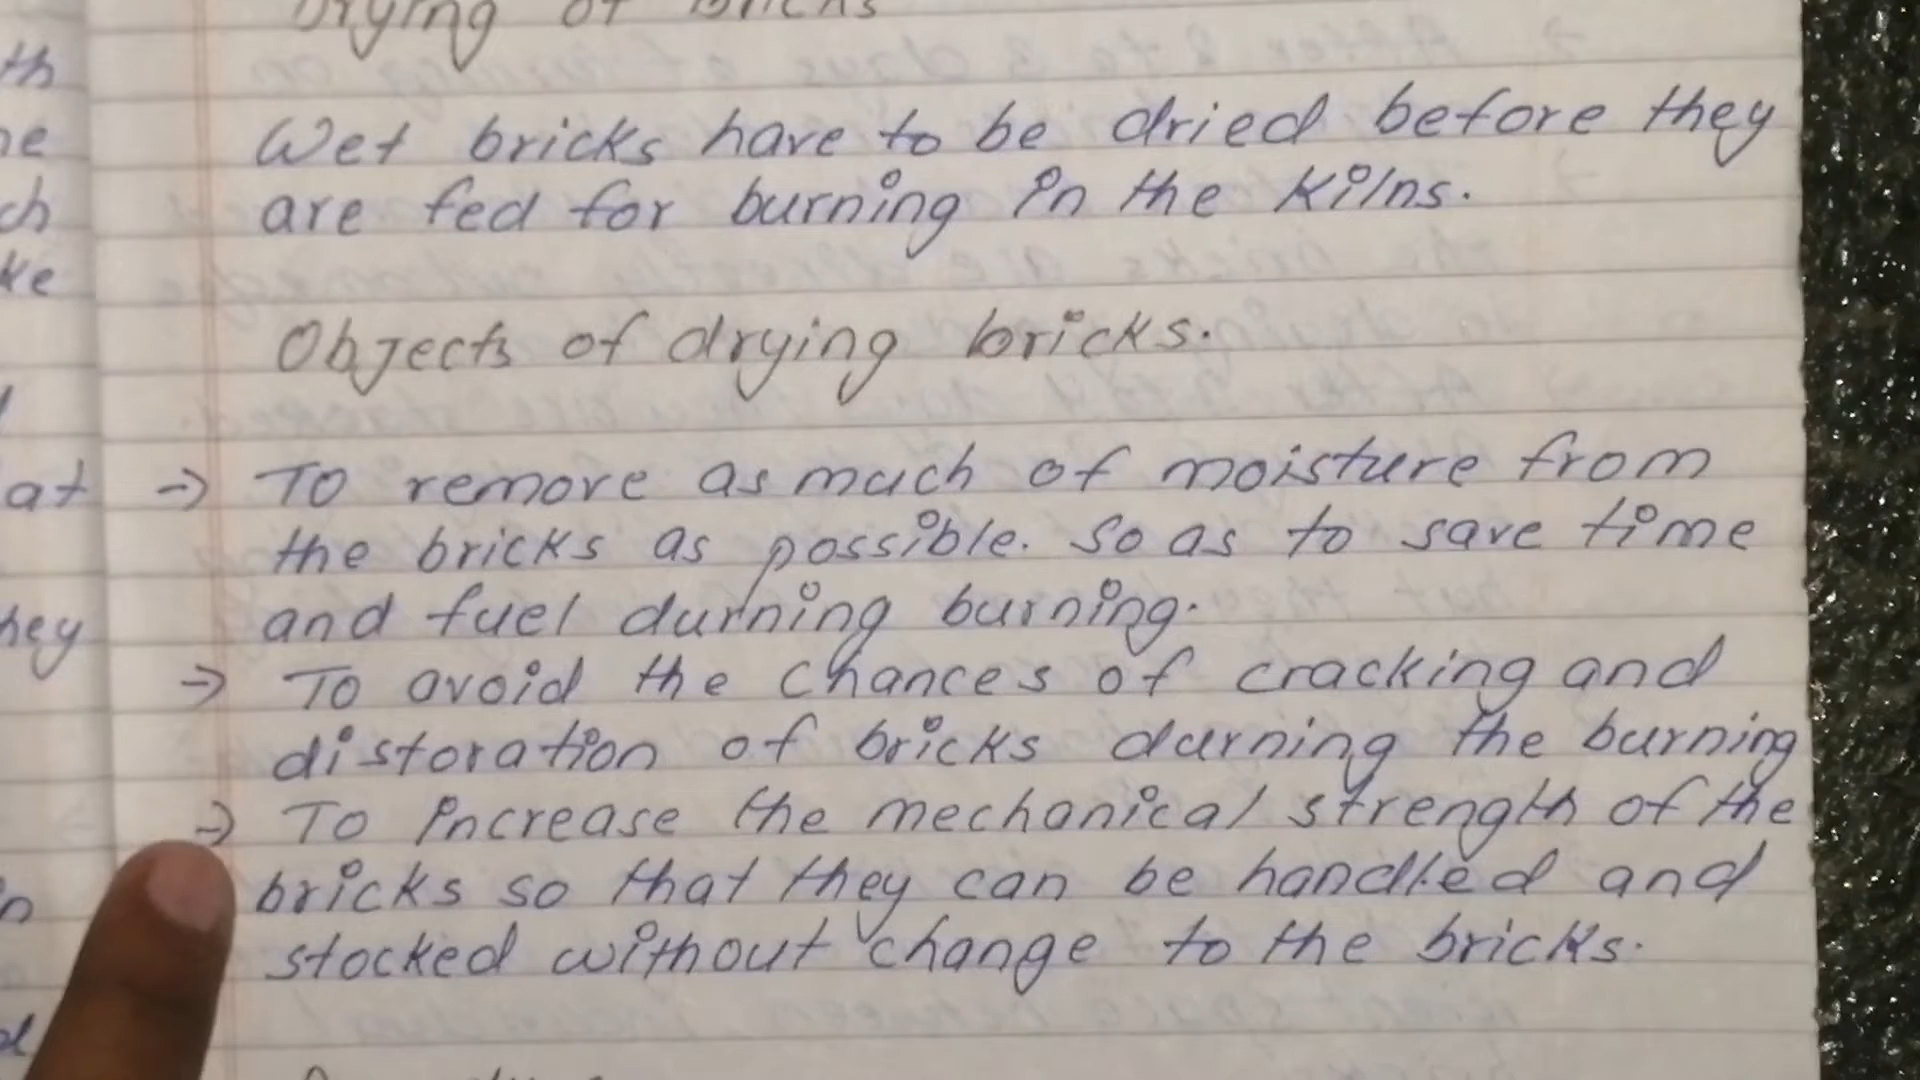 Drying of Bricks
Wet bricks have to be dried before they
are fed for burning in the kilns.
Objects of drying bricks.
→ To remove as much of moisture from
the bricks as possible. So as to save time
and fuel durning burning.
→ To avoid the chances of cracking and
distoration of bricks durning the burning
→ To increase the mechanical strength of the
bricks so that they can be handled and
stocked without change to the bricks.